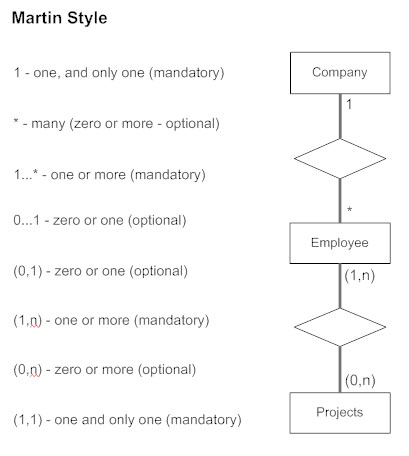 Martin Style
1 - one, and only one (mandatory)
* - many (zero or more - optional)
1...* - one or more (mandatory)
0...1 - zero or one (optional)
(0,1) - zero or one (optional)
(1,n) - one or more (mandatory)
(0,n) - zero or more (optional)
(1,1) - one and only one (mandatory)
Company
1
*
Employee
(1,n)
(0,n)
Projects